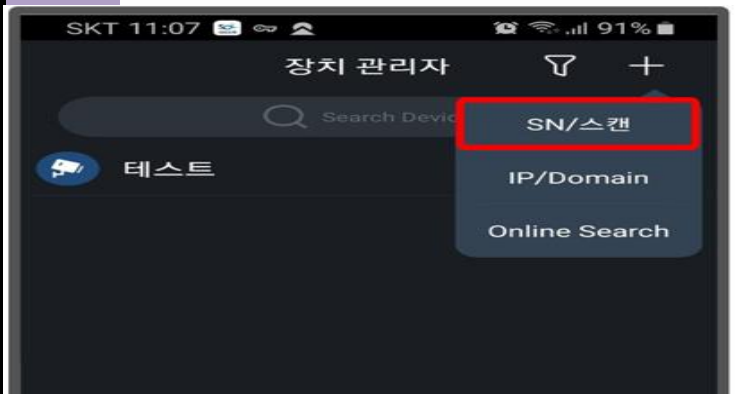 SKT 11:07 91%
장치 관리자
Search Devic
SN/스캔
테스트
IP/Domain
Online Search